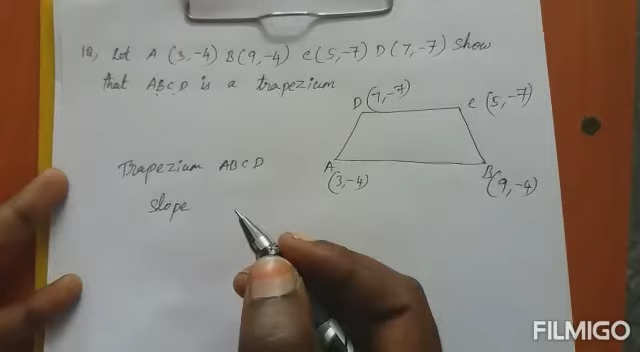 10, Let A (3,-4) B(9,-4) C(5,-7) D(7,-7) show
that ABCD is a trapezium
D(7,-7)
C (5,-7)
Trapezium ABCD
A
(3,-4)
B
(9,-4)
slope
FILMIGO